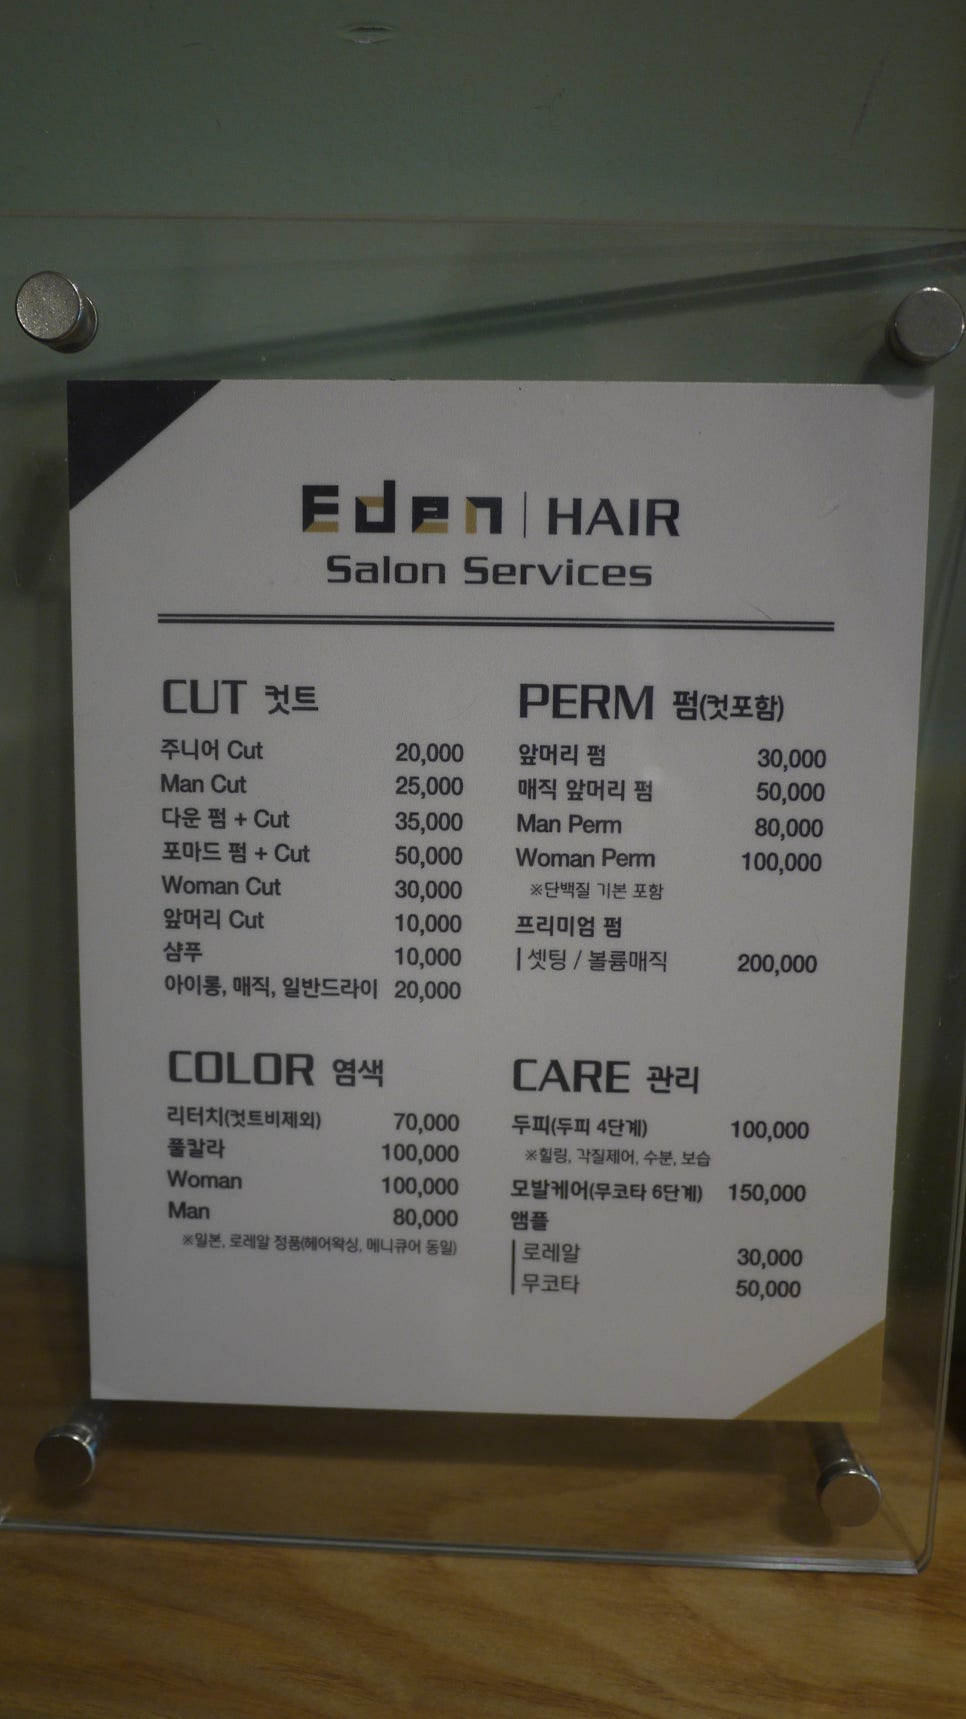 Eden | HAIR
Salon Services
CUT 컷트
주니어 Cut 20,000
Man Cut 25,000
다운 펌 + Cut 35,000
포마드 펌 + Cut 50,000
Woman Cut 30,000
앞머리 Cut 10,000
샴푸 10,000
아이롱, 매직, 일반드라이 20,000
PERM 펌(컷포함)
앞머리 펌 30,000
매직 앞머리 펌 50,000
Man Perm 80,000
Woman Perm 100,000
※단백질 기본 포함
프리미엄 펌
셋팅 / 볼륨매직 200,000
COLOR 염색
리터치(컷트비제외) 70,000
풀칼라 100,000
Woman 100,000
Man 80,000
※일본, 로레알 정품(헤어왁싱, 메니큐어 동일)
CARE 관리
두피(두피 4단계) 100,000
※힐링, 각질제어, 수분, 보습
모발케어(무코타 6단계) 150,000
앰플
로레알 30,000
무코타 50,000